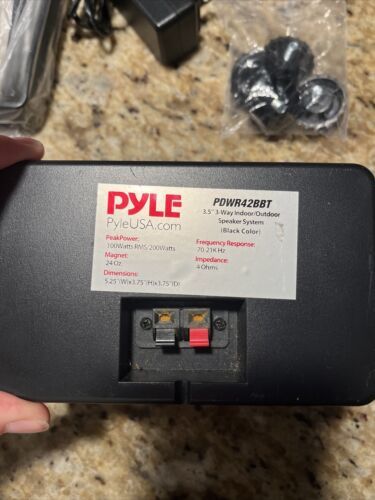 PYLE
PyleUSA.com
PeakPower:
100Watts RMS/200Watts
Magnet:
24 Oz.
Dimensions:
5.25"(W)x3.75"(H)x3.75"(D)
PDWR42BBT
3.5" 3-Way Indoor/Outdoor
Speaker System
(Black Color)
Frequency Response:
70-21K Hz
Impedance:
4 Ohms